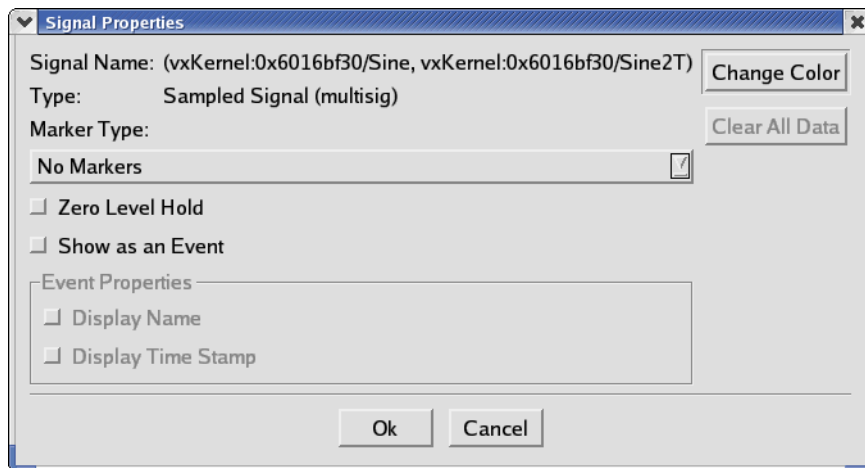 Signal Properties
Signal Name: (vxKernel:0x6016bf30/Sine, vxKernel:0x6016bf30/Sine2T)
Change Color
Type: Sampled Signal (multisig)
Clear All Data
Marker Type:
No Markers
Zero Level Hold
Show as an Event
Event Properties
Display Name
Display Time Stamp
Ok Cancel